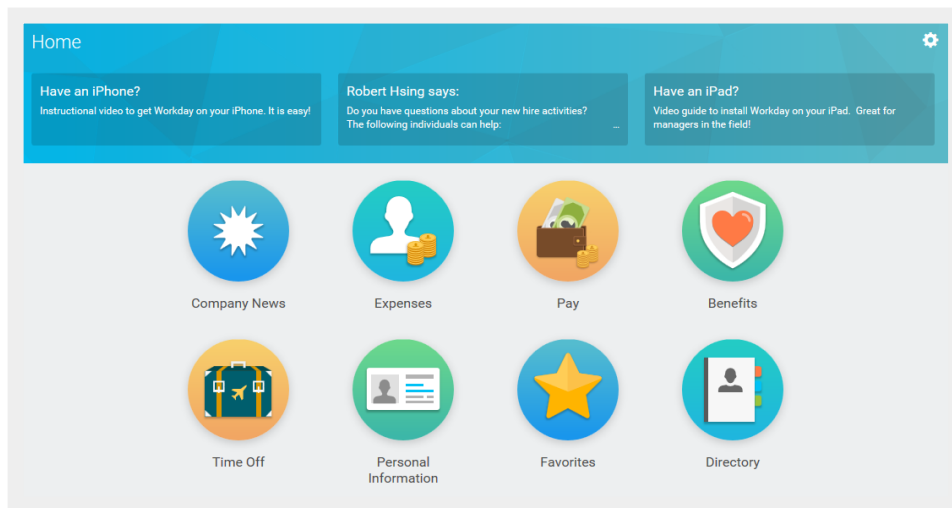 Home
Have an iPhone?
Instructional video to get Workday on your iPhone. It is easy!
Robert Hsing says:
Do you have questions about your new hire activities?
The following individuals can help:
...
Have an iPad?
Video guide to install Workday on your iPad.  Great for
managers in the field!
Company News
Expenses
Pay
Benefits
Time Off
Personal
Information
Favorites
Directory